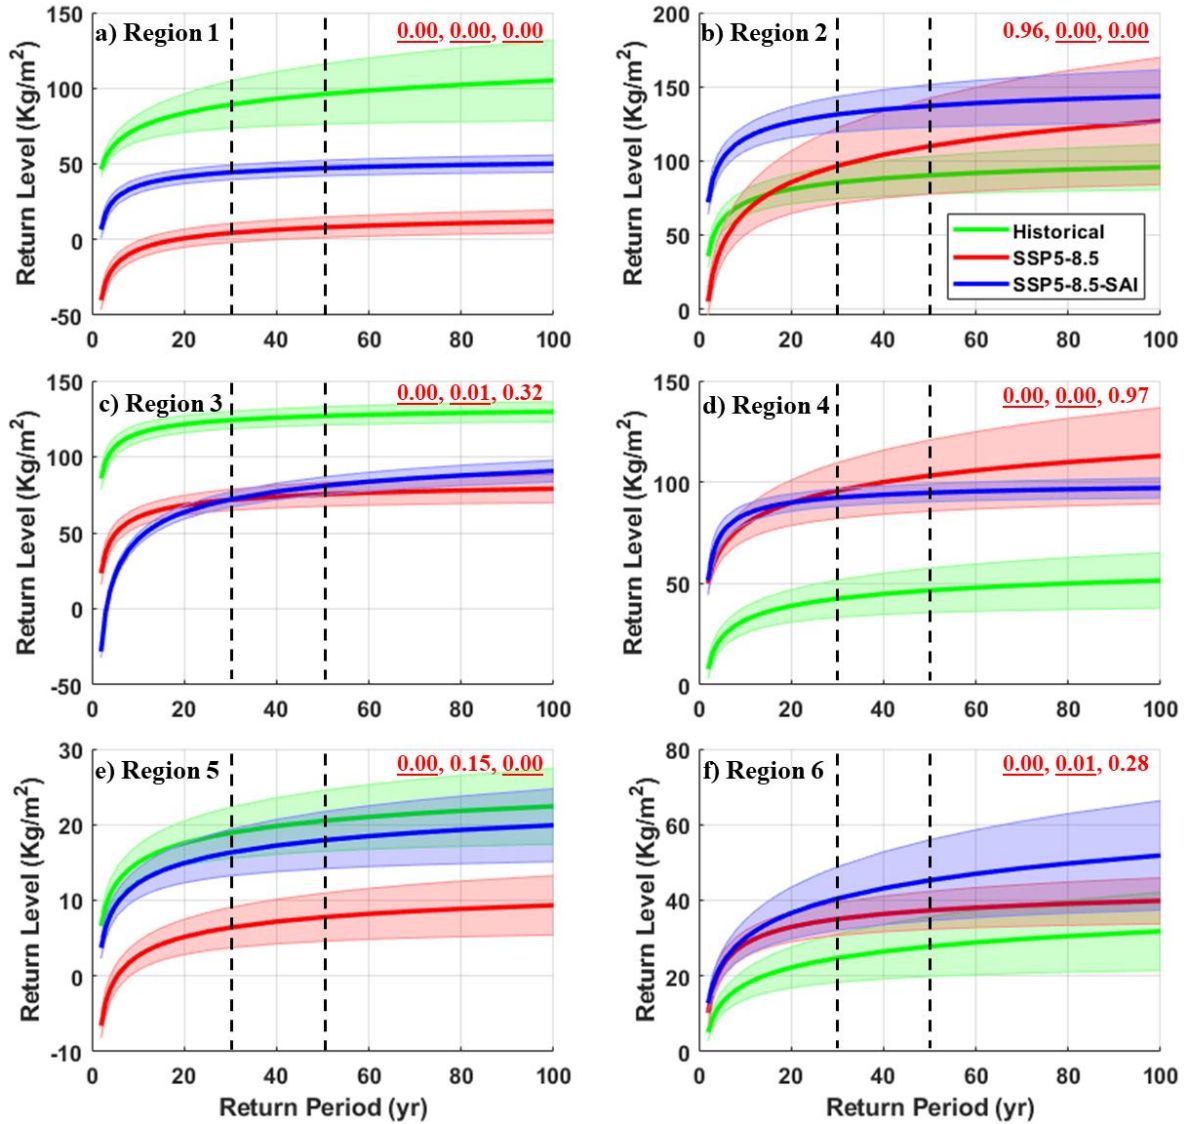 a) Region 1
0.00, 0.00, 0.00
150
100
50
0
-50
0 20 40 60 80 100
Return Level (Kg/m²)
b) Region 2
0.96, 0.00, 0.00
200
150
100
50
0
0 20 40 60 80 100
Return Level (Kg/m²)
Historical
SSP5-8.5
SSP5-8.5-SAI
c) Region 3
0.00, 0.01, 0.32
150
100
50
0
-50
0 20 40 60 80 100
Return Level (Kg/m²)
d) Region 4
0.00, 0.00, 0.97
150
100
50
0
0 20 40 60 80 100
Return Level (Kg/m²)
e) Region 5
0.00, 0.15, 0.00
30
20
10
0
-10
0 20 40 60 80 100
Return Level (Kg/m²)
Return Period (yr)
f) Region 6
0.00, 0.01, 0.28
80
60
40
20
0
0 20 40 60 80 100
Return Level (Kg/m²)
Return Period (yr)